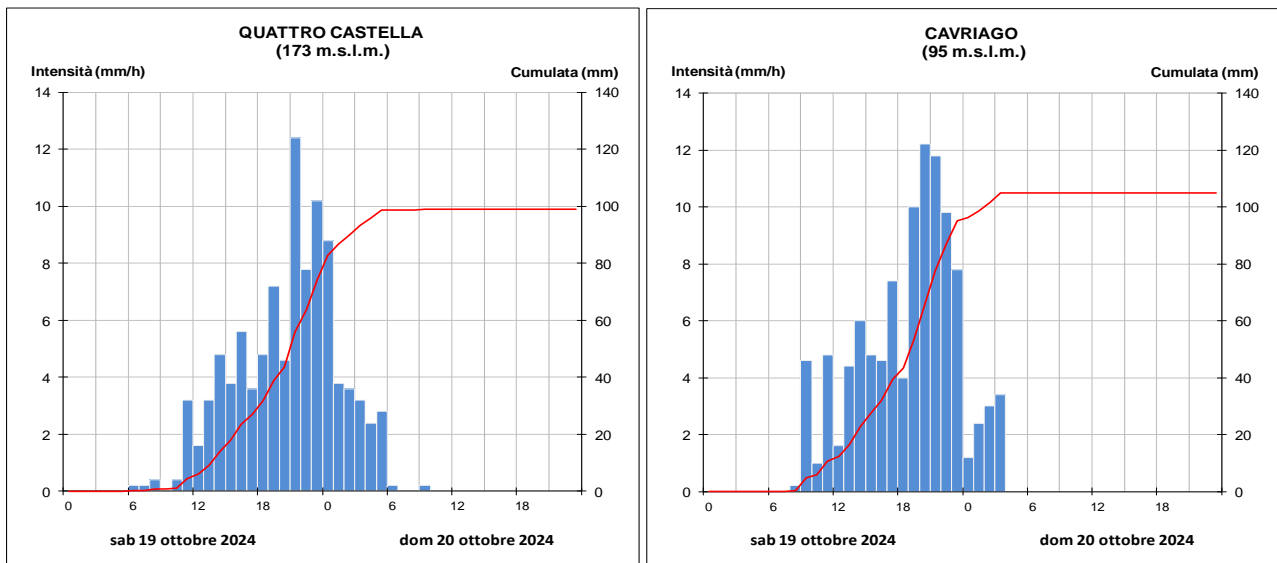 QUATTRO CASTELLA
(173 m.s.l.m.)
Intensità (mm/h)
Cumulata (mm)
14
12
10
8
6
4
2
0
140
120
100
80
60
40
20
0
0 6 12 18 0 6 12 18
sab 19 ottobre 2024 dom 20 ottobre 2024
CAVRIAGO
(95 m.s.l.m.)
Intensità (mm/h)
Cumulata (mm)
14
12
10
8
6
4
2
0
140
120
100
80
60
40
20
0
0 6 12 18 0 6 12 18
sab 19 ottobre 2024 dom 20 ottobre 2024